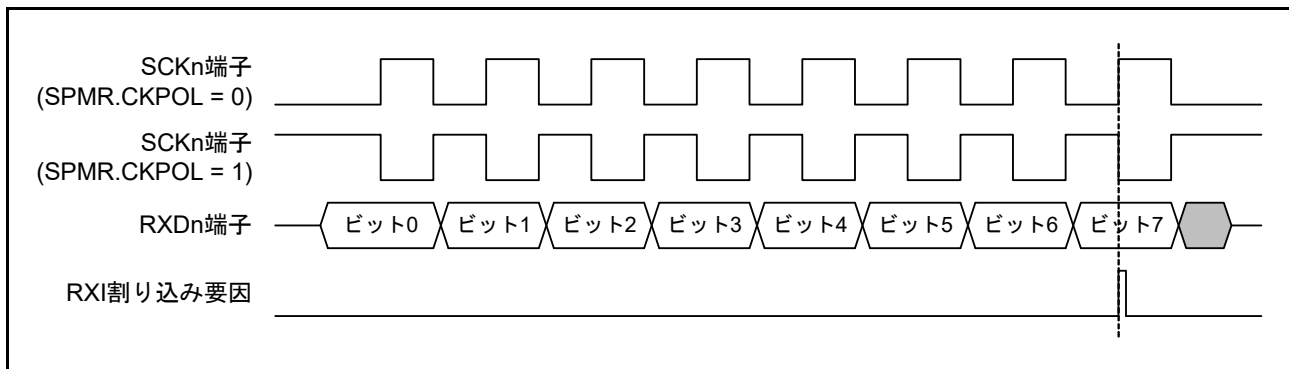 SCKn端子
(SPMR.CKPOL = 0)
SCKn端子
(SPMR.CKPOL = 1)
RXDn端子
ビット0 ビット1 ビット2 ビット3 ビット4 ビット5 ビット6 ビット7
RXI割り込み要因